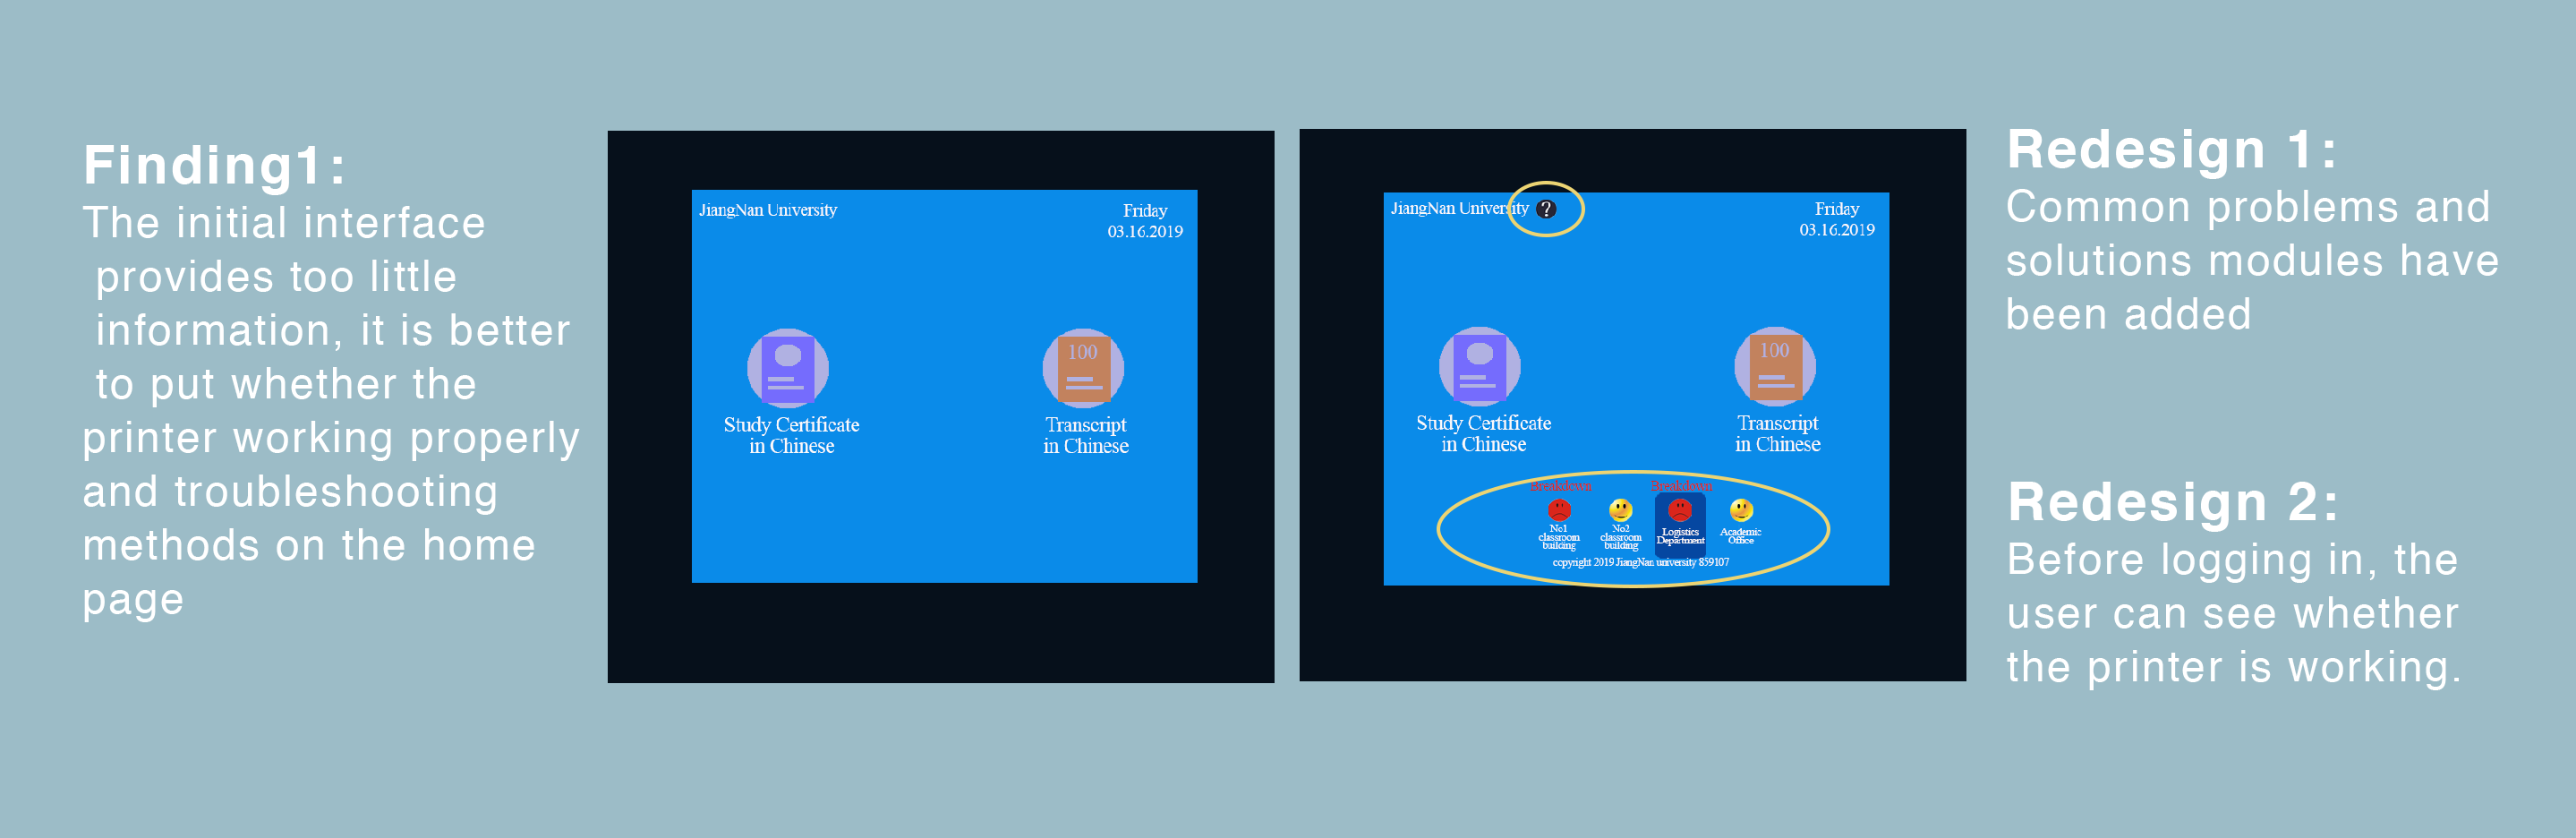 Finding1:
The initial interface
provides too little
information, it is better
to put whether the
printer working properly
and troubleshooting
methods on the home
page
JiangNan University
Friday
03.16.2019
100
Study Certificate
in Chinese
Transcript
in Chinese
JiangNan University ?
Friday
03.16.2019
100
Study Certificate
in Chinese
Transcript
in Chinese
Breakdown
Breakdown
No1
classroom
building
No2
classroom
building
Logistics
Department
Academic
Office
copyright 2019 JiangNan university 859107
Redesign 1:
Common problems and
solutions modules have
been added
Redesign 2:
Before logging in, the
user can see whether
the printer is working.